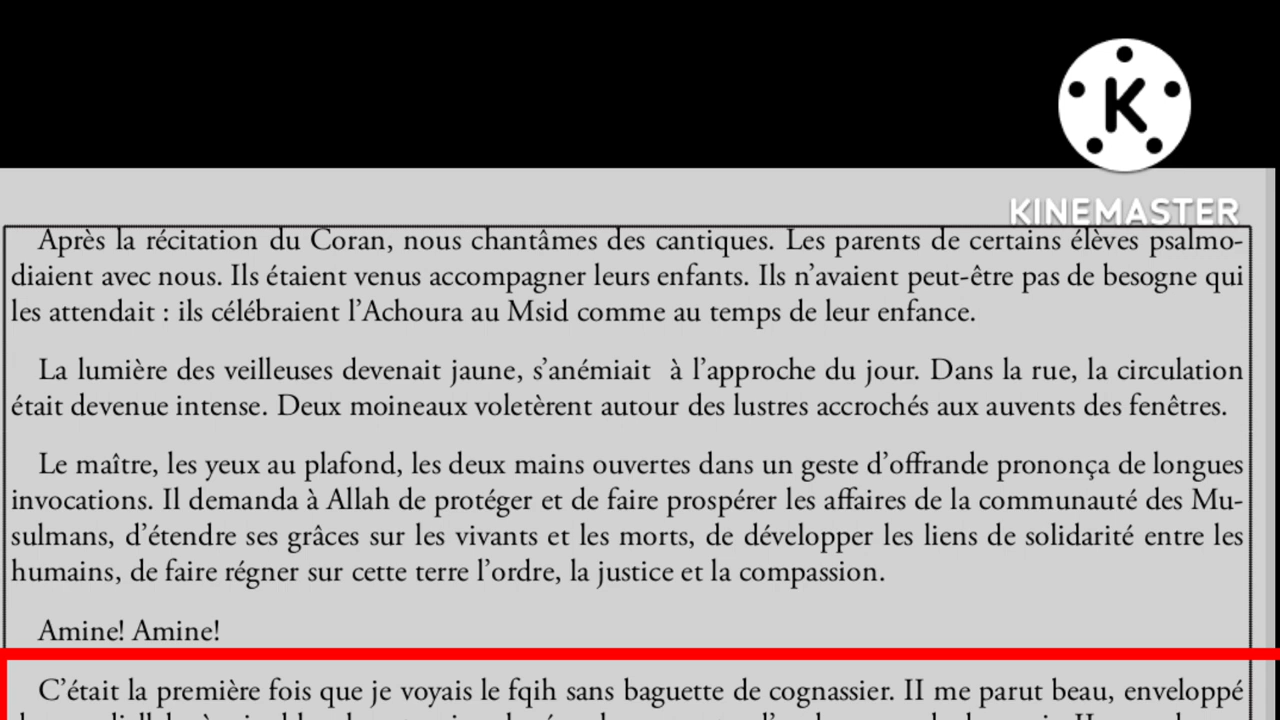 K
KINEMASTER
Après la récitation du Coran, nous chantâmes des cantiques. Les parents de certains élèves psalmo-
diaient avec nous. Ils étaient venus accompagner leurs enfants. Ils n'avaient peut-être pas de besogne qui
les attendait : ils célébraient l'Achoura au Msid comme au temps de leur enfance.
La lumière des veilleuses devenait jaune, s'anémiait à l'approche du jour. Dans la rue, la circulation
était devenue intense. Deux moineaux voletèrent autour des lustres accrochés aux auvents des fenêtres.
Le maître, les yeux au plafond, les deux mains ouvertes dans un geste d'offrande prononça de longues
invocations. Il demanda à Allah de protéger et de faire prospérer les affaires de la communauté des Mu-
sulmans, d'étendre ses grâces sur les vivants et les morts, de développer les liens de solidarité entre les
humains, de faire régner sur cette terre l'ordre, la justice et la compassion.
Amine! Amine!
C'était la première fois que je voyais le fqih sans baguette de cognassier. II me parut beau, enveloppé